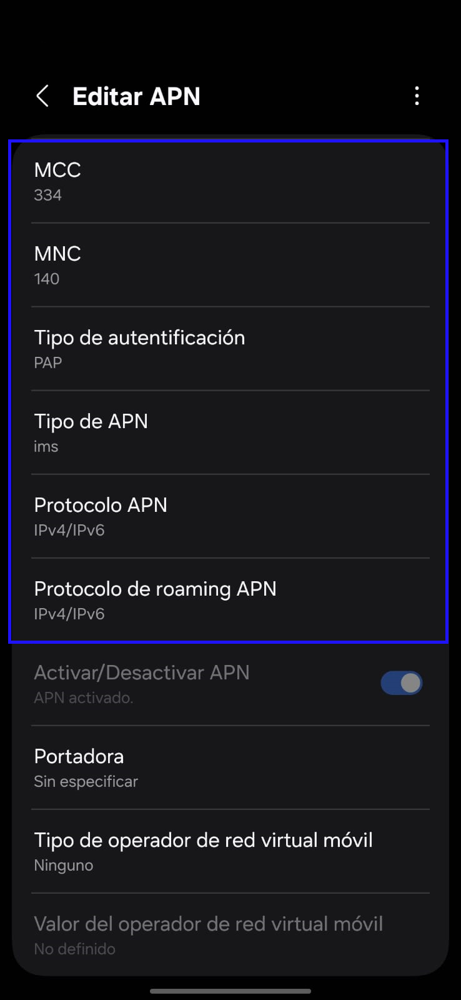 Editar APN
MCC
334
MNC
140
Tipo de autentificación
PAP
Tipo de APN
ims
Protocolo APN
IPv4/IPv6
Protocolo de roaming APN
IPv4/IPv6
Activar/Desactivar APN
APN activado.
Portadora
Sin especificar
Tipo de operador de red virtual móvil
Ninguno
Valor del operador de red virtual móvil
No definido